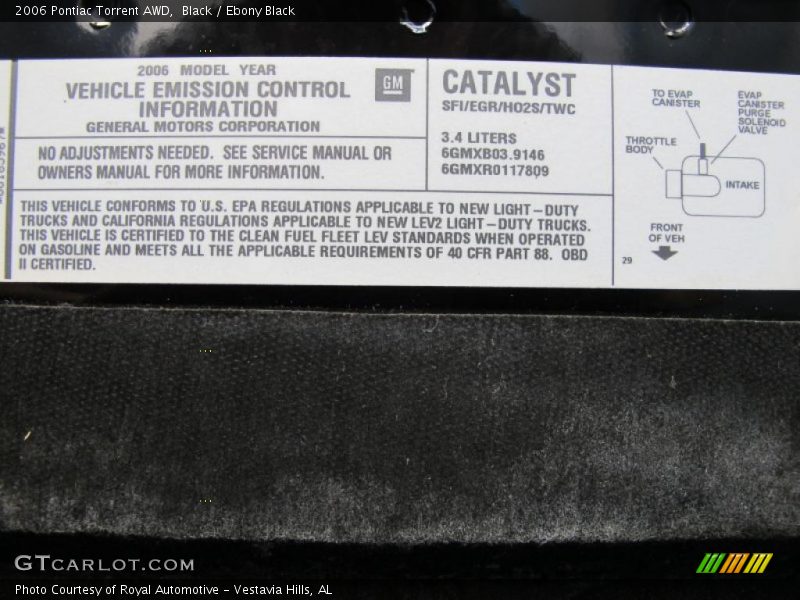 2006 Pontiac Torrent AWD,  Black / Ebony Black
2006 MODEL YEAR
VEHICLE EMISSION CONTROL
INFORMATION
GENERAL MOTORS CORPORATION
GM
NO ADJUSTMENTS NEEDED. SEE SERVICE MANUAL OR
OWNERS MANUAL FOR MORE INFORMATION.
CATALYST
SFI/EGR/HO2S/TWC
3.4 LITERS
6GMXB03.9146
6GMXR0117809
THIS VEHICLE CONFORMS TO U.S. EPA REGULATIONS APPLICABLE TO NEW LIGHT-DUTY
TRUCKS AND CALIFORNIA REGULATIONS APPLICABLE TO NEW LEV2 LIGHT-DUTY TRUCKS.
THIS VEHICLE IS CERTIFIED TO THE CLEAN FUEL FLEET LEV STANDARDS WHEN OPERATED
ON GASOLINE AND MEETS ALL THE APPLICABLE REQUIREMENTS OF 40 CFR PART 88. OBD
II CERTIFIED.
TO EVAP
CANISTER
EVAP
CANISTER
PURGE
SOLENOID
VALVE
THROTTLE
BODY
INTAKE
FRONT
OF VEH
29
GTCARLOT.COM
Photo Courtesy of Royal Automotive - Vestavia Hills, AL